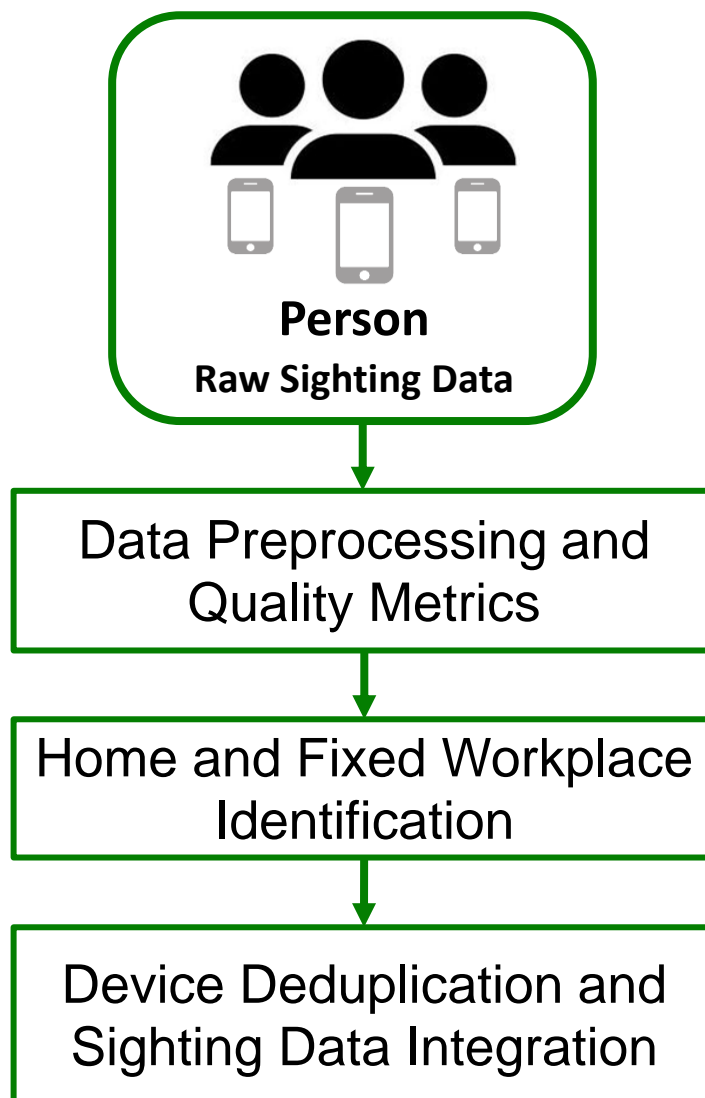 Person
Raw Sighting Data
Data Preprocessing and
Quality Metrics
Home and Fixed Workplace
Identification
Device Deduplication and
Sighting Data Integration